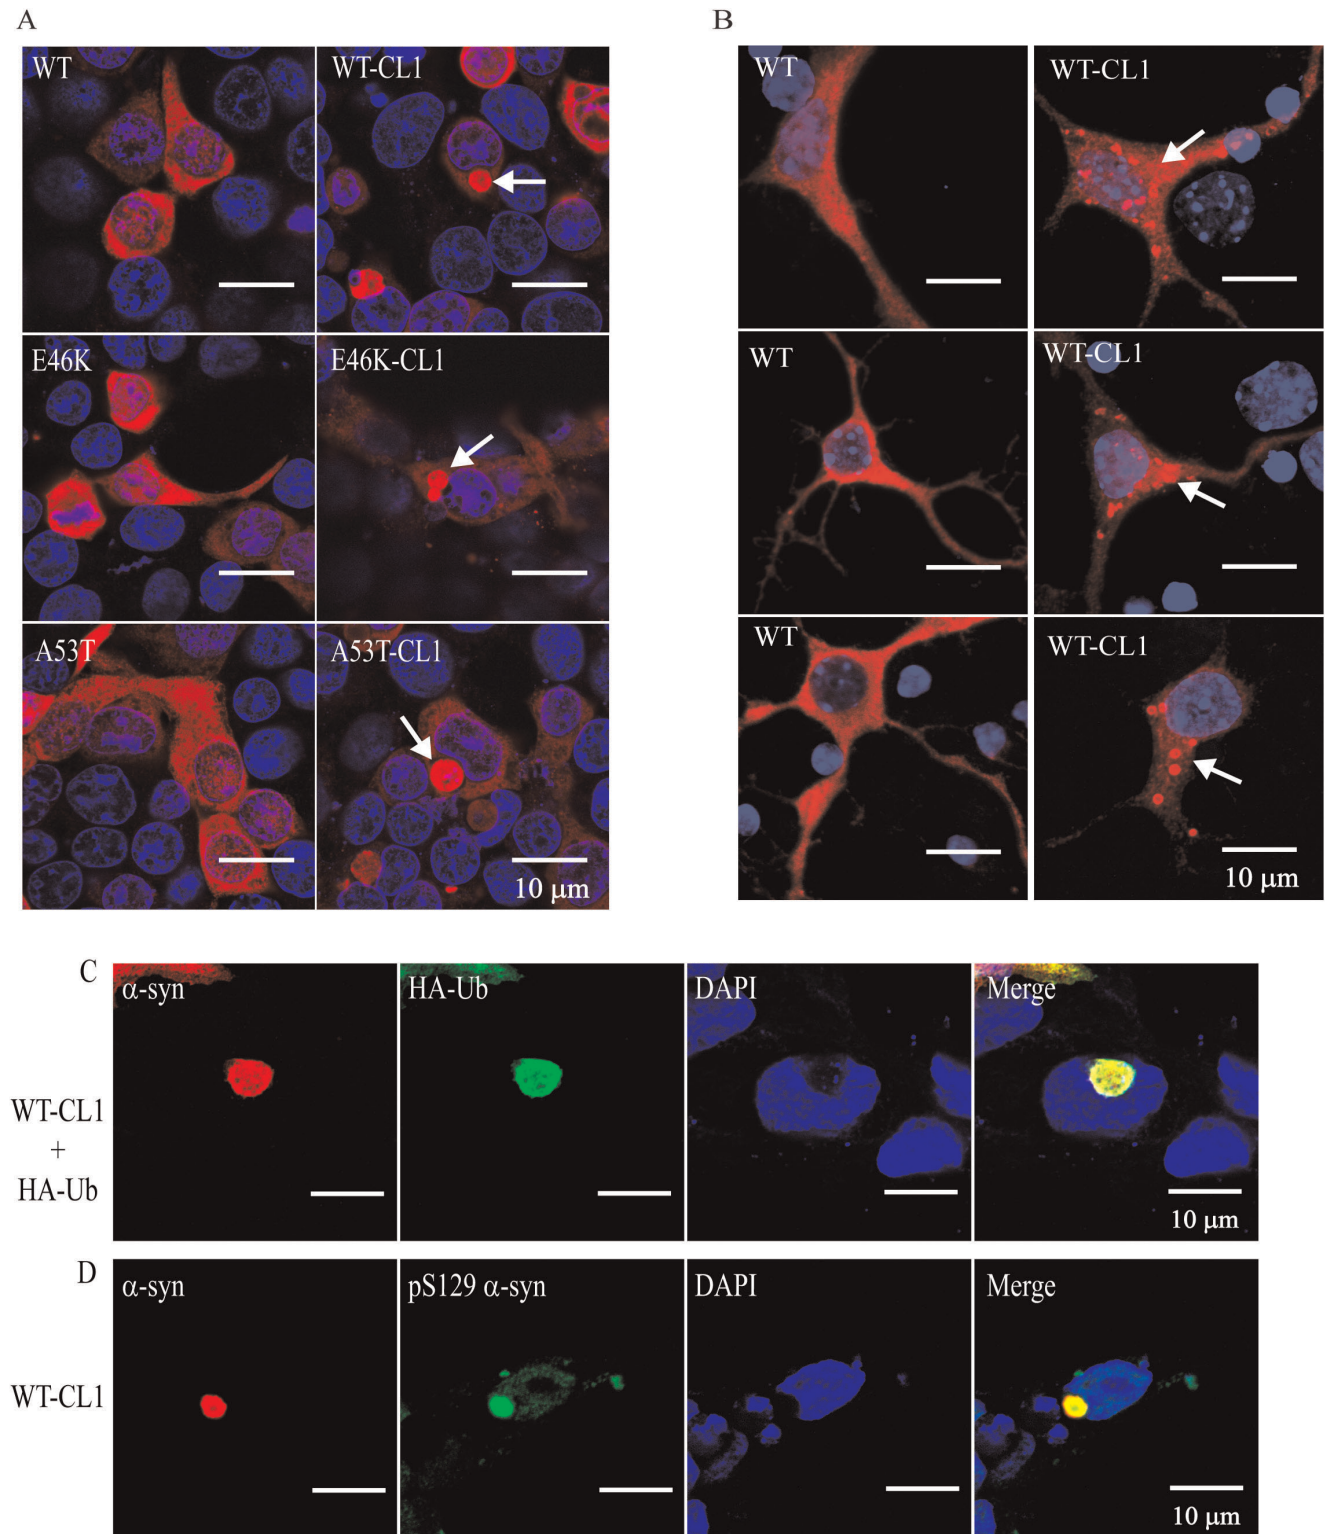 A
B
WT
WT-CL1
WT
WT-CL1
E46K
E46K-CL1
WT
WT-CL1
A53T
A53T-CL1
10 μm
WT
WT-CL1
10 μm
C
α-syn
HA-Ub
DAPI
Merge
WT-CL1
+
HA-Ub
10 μm
D
α-syn
pS129 α-syn
DAPI
Merge
WT-CL1
10 μm